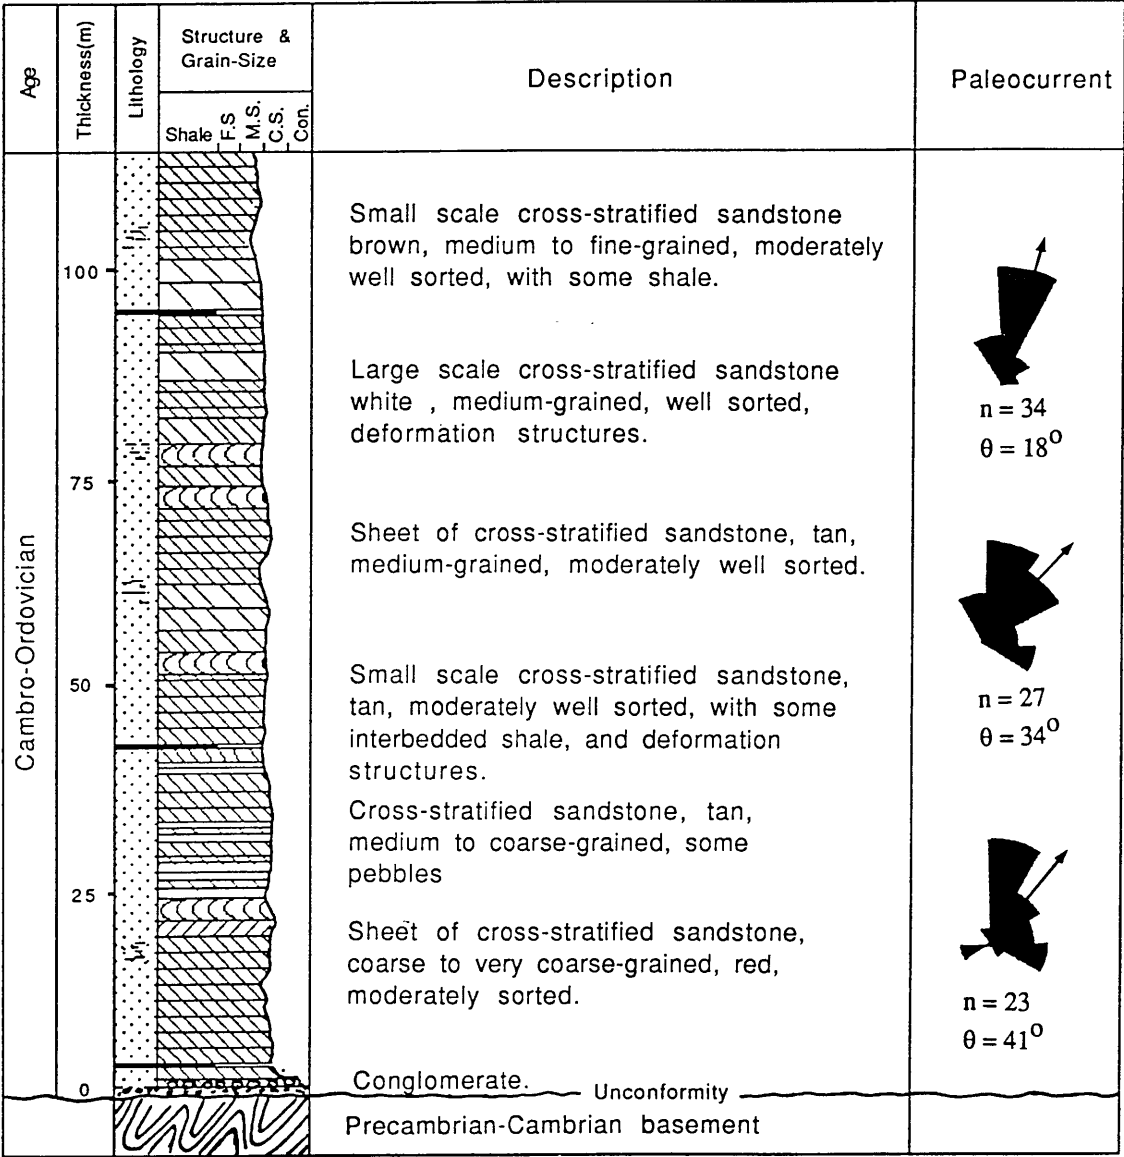 Age
Thickness(m)
Lithology
Structure &
Grain-Size
Shale
F.S
M.S.
C.S.
Con.
Description
Paleocurrent
Cambro-Ordovician
100
75
50
25
0
Small scale cross-stratified sandstone
brown, medium to fine-grained, moderately
well sorted, with some shale.
Large scale cross-stratified sandstone
white , medium-grained, well sorted,
deformation structures.
Sheet of cross-stratified sandstone, tan,
medium-grained, moderately well sorted.
Small scale cross-stratified sandstone,
tan, moderately well sorted, with some
interbedded shale, and deformation
structures.
Cross-stratified sandstone, tan,
medium to coarse-grained, some
pebbles
Sheet of cross-stratified sandstone,
coarse to very coarse-grained, red,
moderately sorted.
Conglomerate.
Unconformity
Precambrian-Cambrian basement
n = 34
θ = 18°
n = 27
θ = 34°
n = 23
θ = 41°